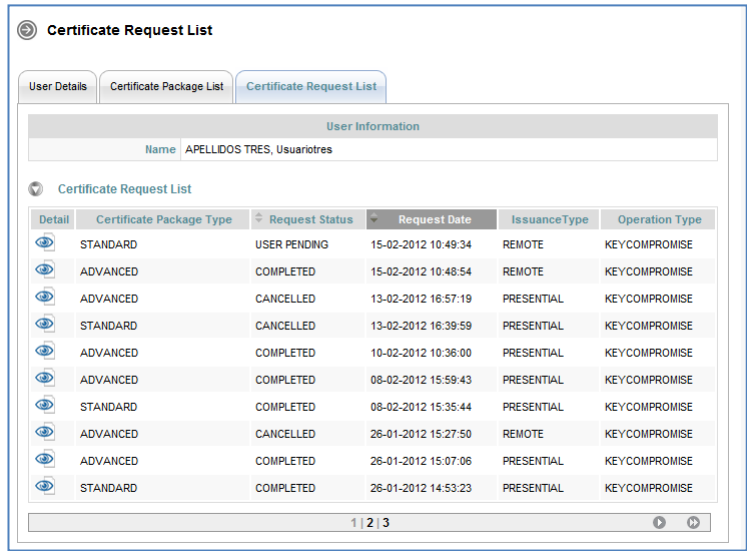 Certificate Request List
User Details Certificate Package List Certificate Request List
User Information
Name APELLIDOS TRES, Usuariotres
Certificate Request List
Detail Certificate Package Type Request Status Request Date IssuanceType Operation Type
STANDARD USER PENDING 15-02-2012 10:49:34 REMOTE KEYCOMPROMISE
ADVANCED COMPLETED 15-02-2012 10:48:54 REMOTE KEYCOMPROMISE
ADVANCED CANCELLED 13-02-2012 16:57:19 PRESENTIAL KEYCOMPROMISE
STANDARD CANCELLED 13-02-2012 16:39:59 PRESENTIAL KEYCOMPROMISE
ADVANCED COMPLETED 10-02-2012 10:36:00 PRESENTIAL KEYCOMPROMISE
ADVANCED COMPLETED 08-02-2012 15:59:43 PRESENTIAL KEYCOMPROMISE
STANDARD COMPLETED 08-02-2012 15:35:44 PRESENTIAL KEYCOMPROMISE
ADVANCED CANCELLED 26-01-2012 15:27:50 REMOTE KEYCOMPROMISE
ADVANCED COMPLETED 26-01-2012 15:07:06 PRESENTIAL KEYCOMPROMISE
STANDARD COMPLETED 26-01-2012 14:53:23 PRESENTIAL KEYCOMPROMISE
1 | 2 | 3